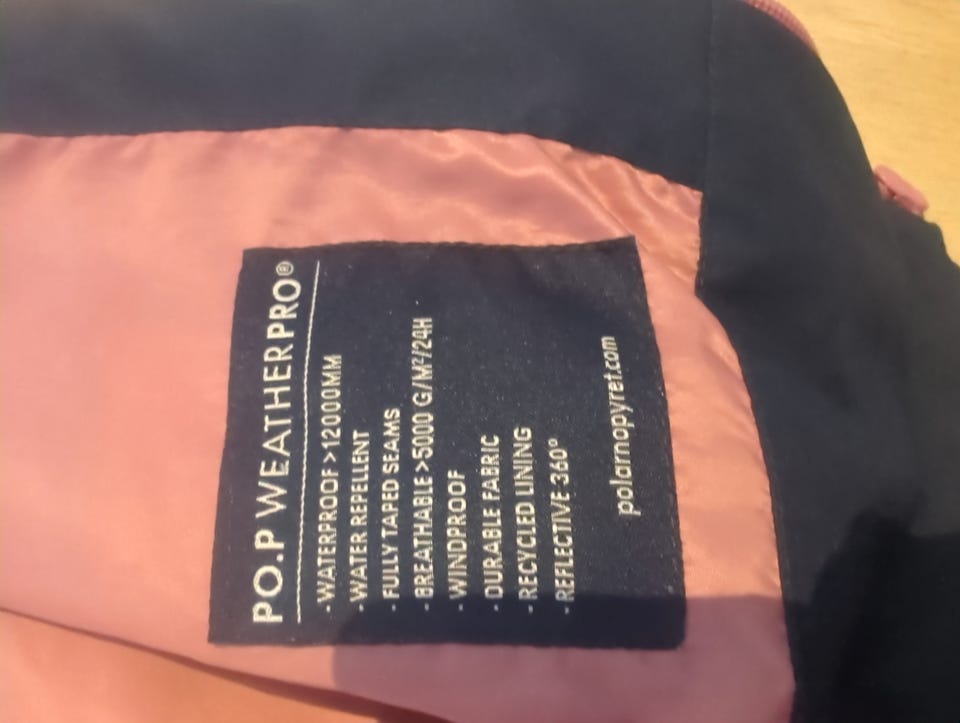 PO.P WEATHERPRO®
- WATERPROOF >12000MM
- WATER REPELLENT
- FULLY TAPED SEAMS
- BREATHABLE >5000 G/M²/24H
- WINDPROOF
- DURABLE FABRIC
- RECYCLED LINING
- REFLECTIVE 360°
polarnopyret.com